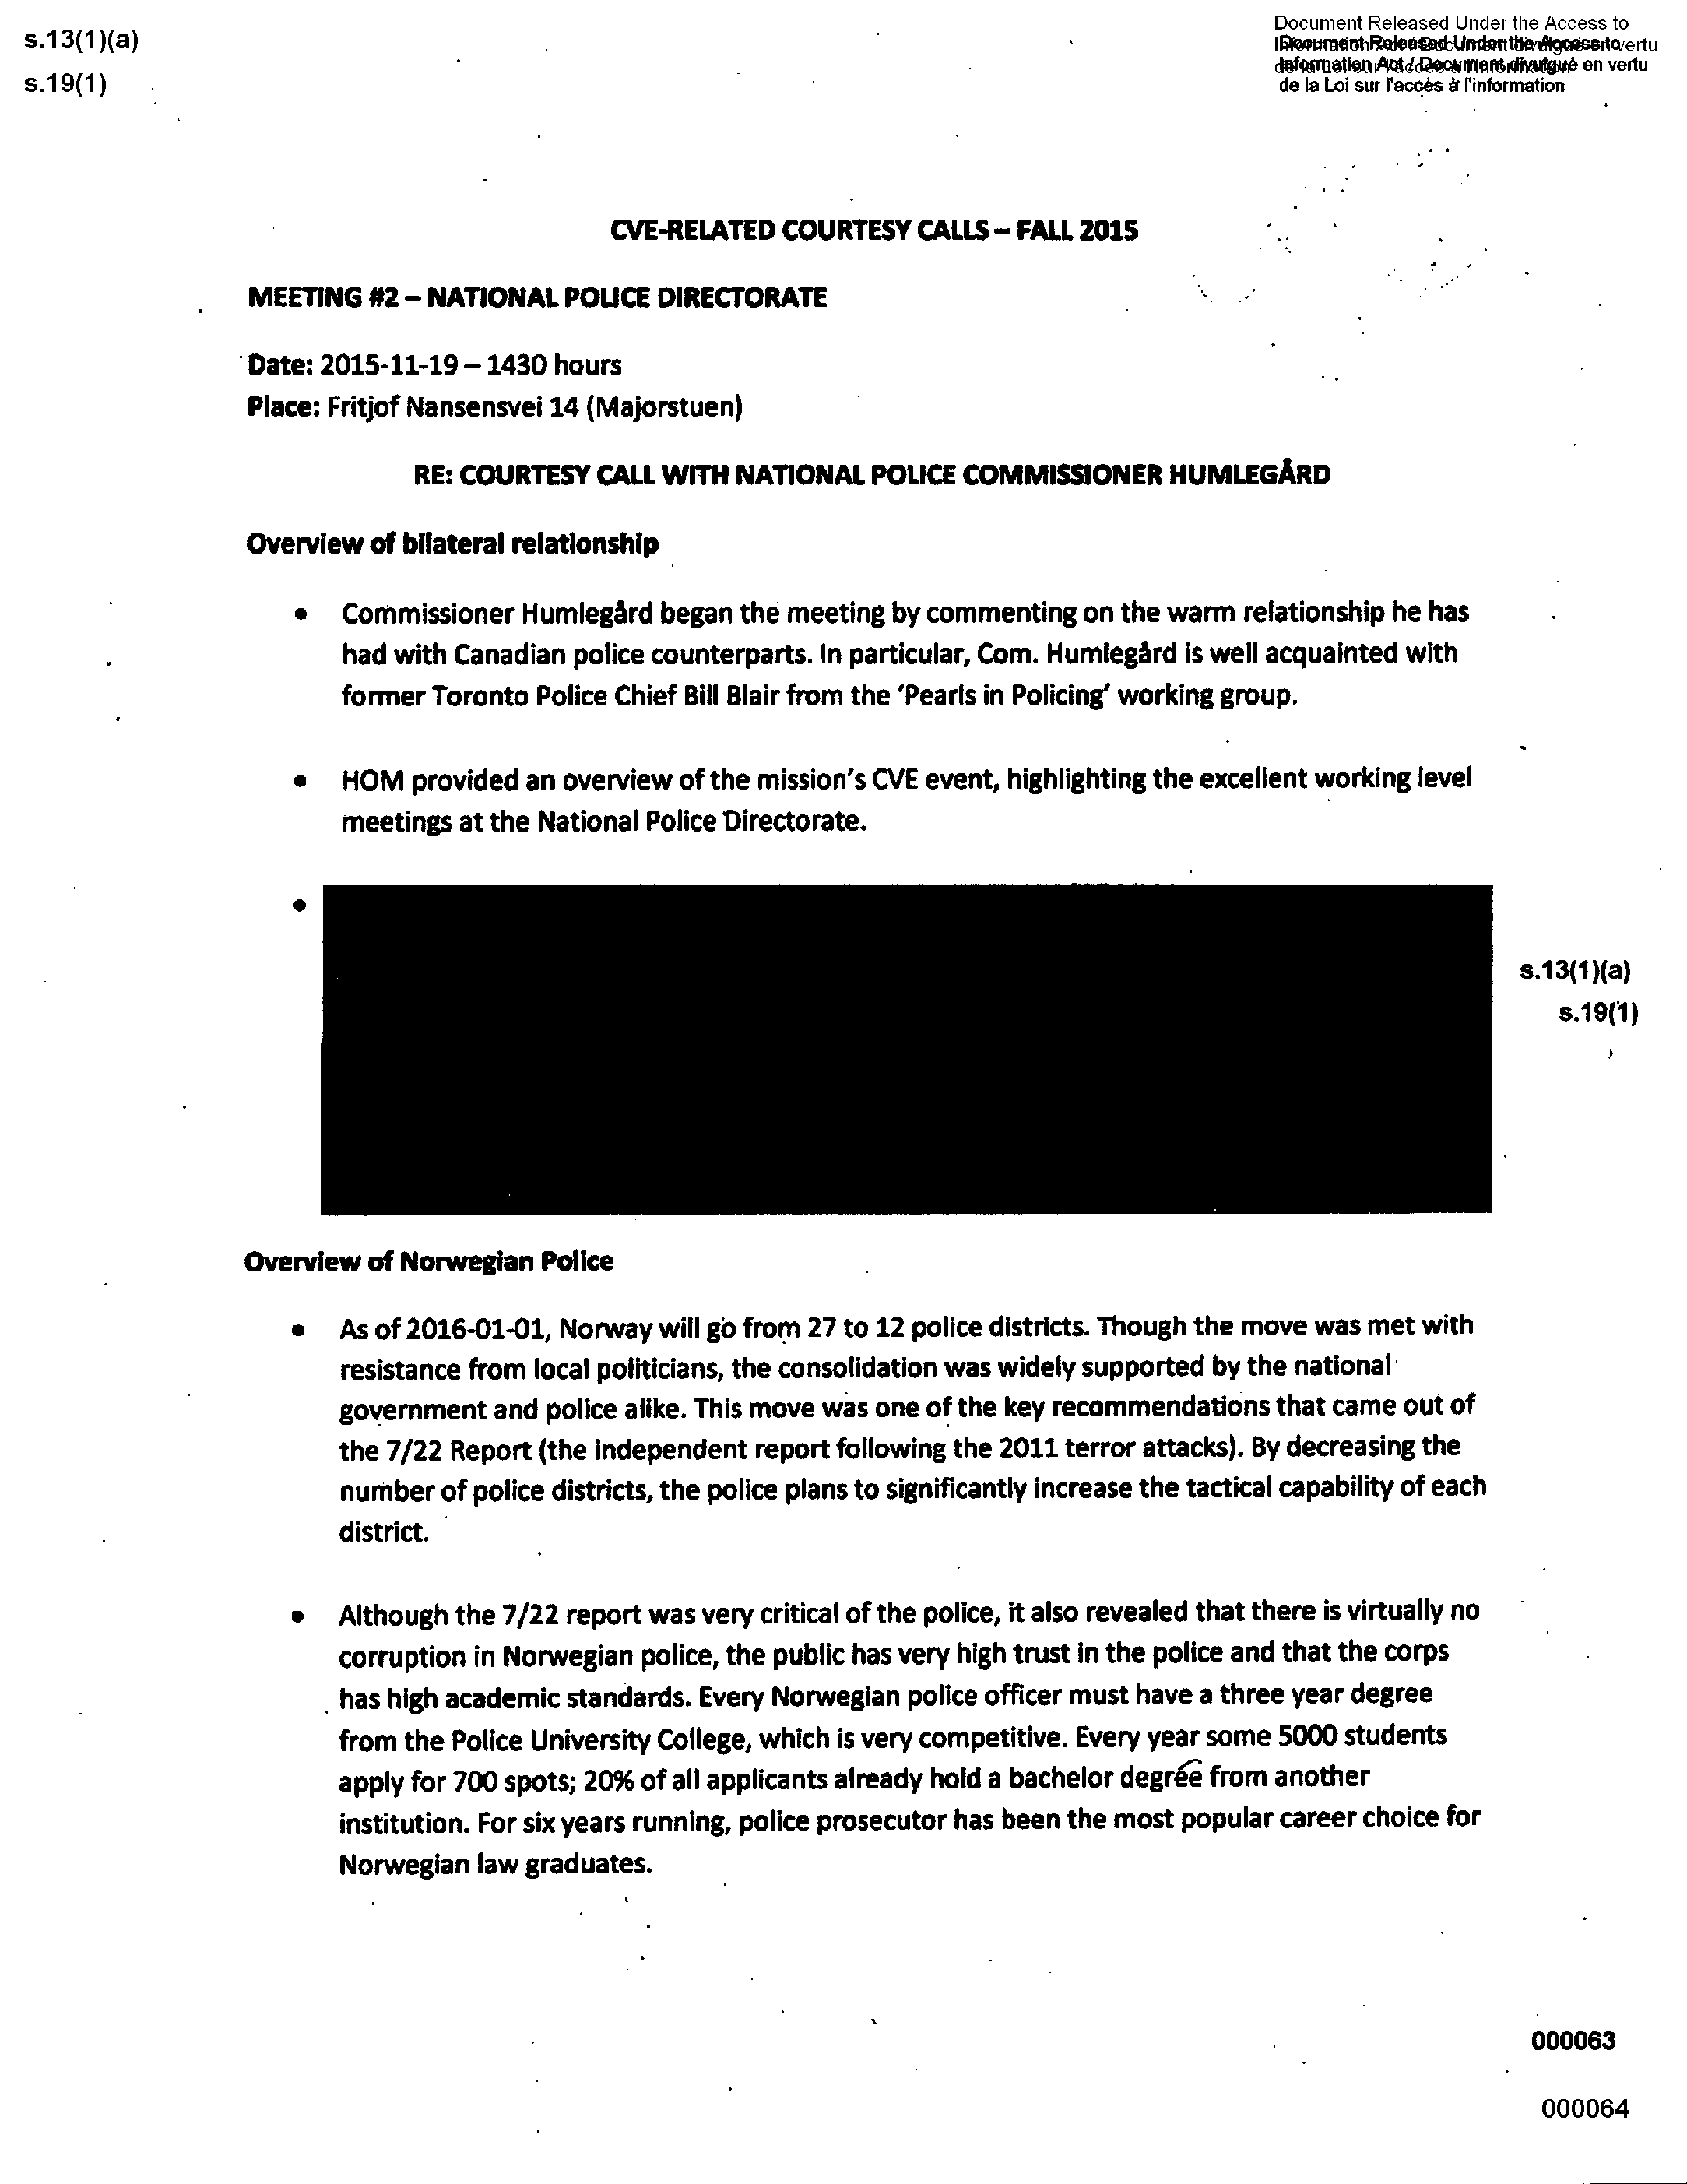 s.13(1)(a)
s.19(1)
Document Released Under the Access to
Document Released Under the Access to
Information Act / Document divulgué en vertu
de la Loi sur l'accès à l'information
CVE-RELATED COURTESY CALLS – FALL 2015
MEETING #2 – NATIONAL POLICE DIRECTORATE
Date: 2015-11-19 – 1430 hours
Place: Fritjof Nansensvei 14 (Majorstuen)
RE: COURTESY CALL WITH NATIONAL POLICE COMMISSIONER HUMLEGÅRD
Overview of bilateral relationship
• Commissioner Humlegård began the meeting by commenting on the warm relationship he has
had with Canadian police counterparts. In particular, Com. Humlegård is well acquainted with
former Toronto Police Chief Bill Blair from the 'Pearls in Policing' working group.
• HOM provided an overview of the mission's CVE event, highlighting the excellent working level
meetings at the National Police Directorate.
•
s.13(1)(a)
s.19(1)
Overview of Norwegian Police
• As of 2016-01-01, Norway will go from 27 to 12 police districts. Though the move was met with
resistance from local politicians, the consolidation was widely supported by the national
government and police alike. This move was one of the key recommendations that came out of
the 7/22 Report (the independent report following the 2011 terror attacks). By decreasing the
number of police districts, the police plans to significantly increase the tactical capability of each
district.
• Although the 7/22 report was very critical of the police, it also revealed that there is virtually no
corruption in Norwegian police, the public has very high trust in the police and that the corps
has high academic standards. Every Norwegian police officer must have a three year degree
from the Police University College, which is very competitive. Every year some 5000 students
apply for 700 spots; 20% of all applicants already hold a bachelor degree from another
institution. For six years running, police prosecutor has been the most popular career choice for
Norwegian law graduates.
000063
000064